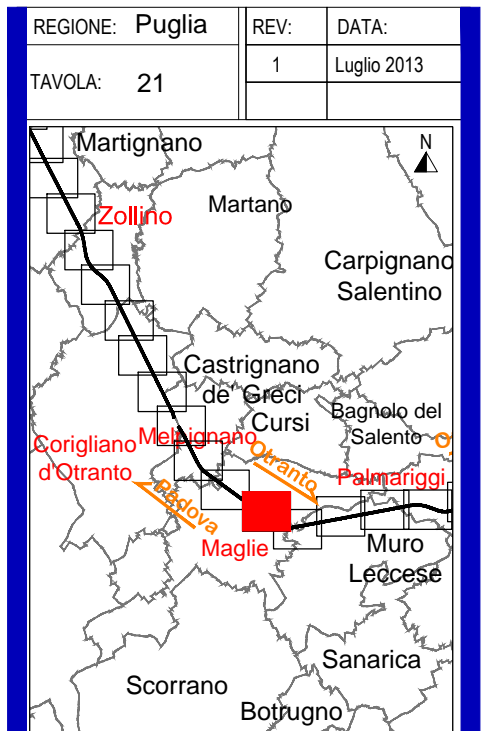 REGIONE: Puglia
REV:
DATA:
TAVOLA: 21
1
Luglio 2013
N
Martignano
Martano
Zollino
Carpignano
Salentino
Castrignano
de' Greci
Cursi
Bagnolo del
Salento
O
Melpignano
Corigliano
d'Otranto
Otranto
Palmariggi
Padova
Maglie
Muro
Leccese
Sanarica
Scorrano
Botrugno